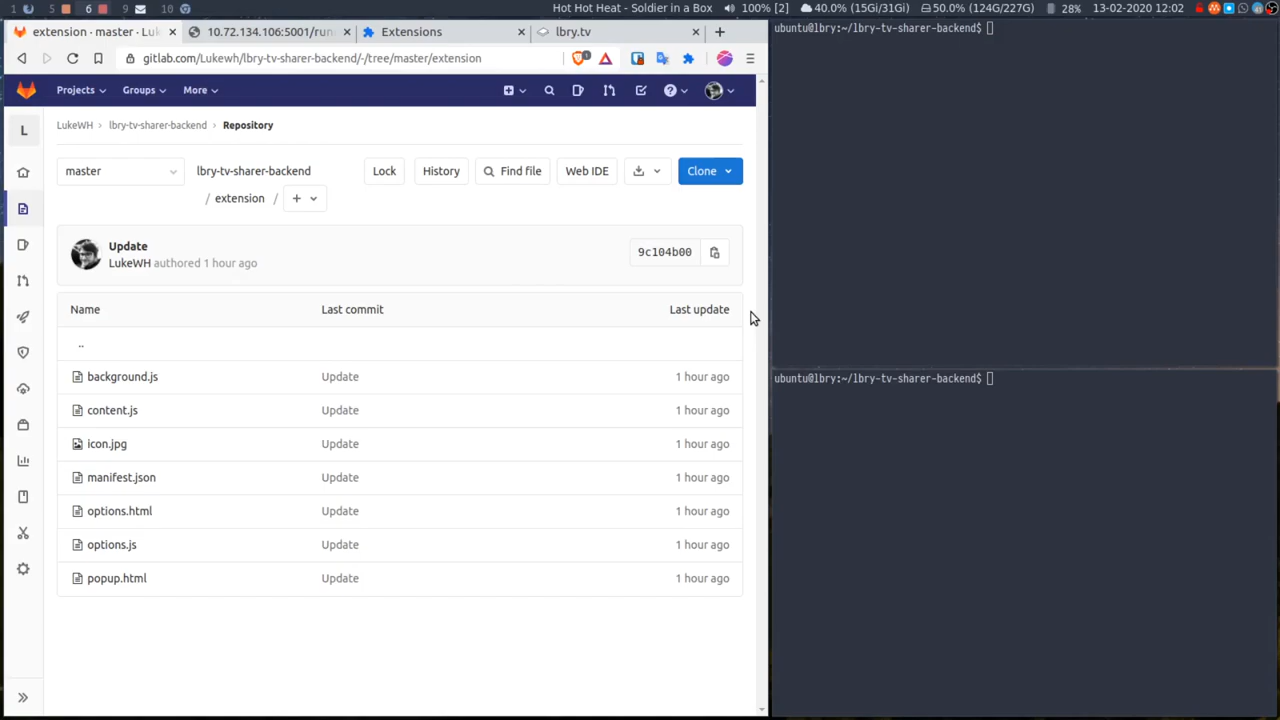 1 5 6 9 10 Hot Hot Heat - Soldier in a Box 100% [2] 40.0% (15Gi/31Gi) 50.0% (124G/227G) 28% 13-02-2020 12:02
extension · master · Luk 10.72.134.106:5001/run Extensions lbry.tv
gitlab.com/Lukewh/lbry-tv-sharer-backend/-/tree/master/extension
Projects Groups More
L LukeWH > lbry-tv-sharer-backend > Repository
master lbry-tv-sharer-backend Lock History Find file Web IDE Clone
/ extension / +
Update
LukeWH authored 1 hour ago 9c104b00
Name Last commit Last update
..
background.js Update 1 hour ago
content.js Update 1 hour ago
icon.jpg Update 1 hour ago
manifest.json Update 1 hour ago
options.html Update 1 hour ago
options.js Update 1 hour ago
popup.html Update 1 hour ago
ubuntu@lbry:~/lbry-tv-sharer-backend$
ubuntu@lbry:~/lbry-tv-sharer-backend$